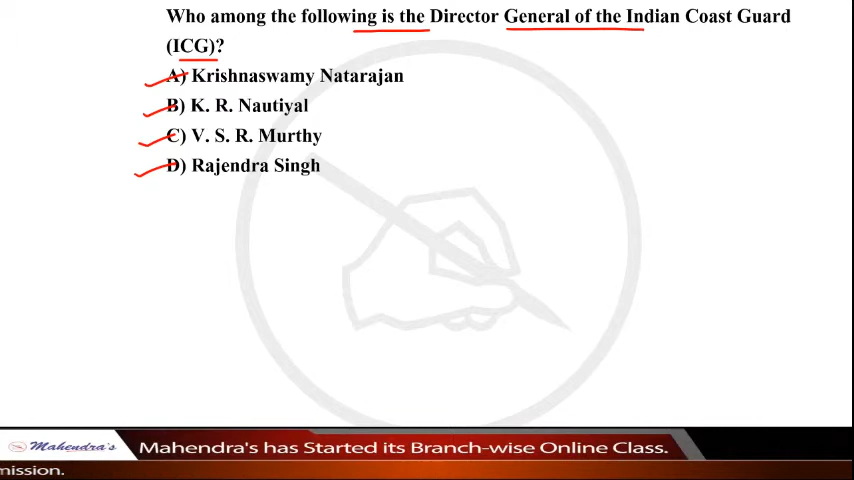 Who among the following is the Director General of the Indian Coast Guard
(ICG)?
A) Krishnaswamy Natarajan
B) K. R. Nautiyal
C) V. S. R. Murthy
D) Rajendra Singh
Mahendra's Mahendra's has Started its Branch-wise Online Class.
mission.